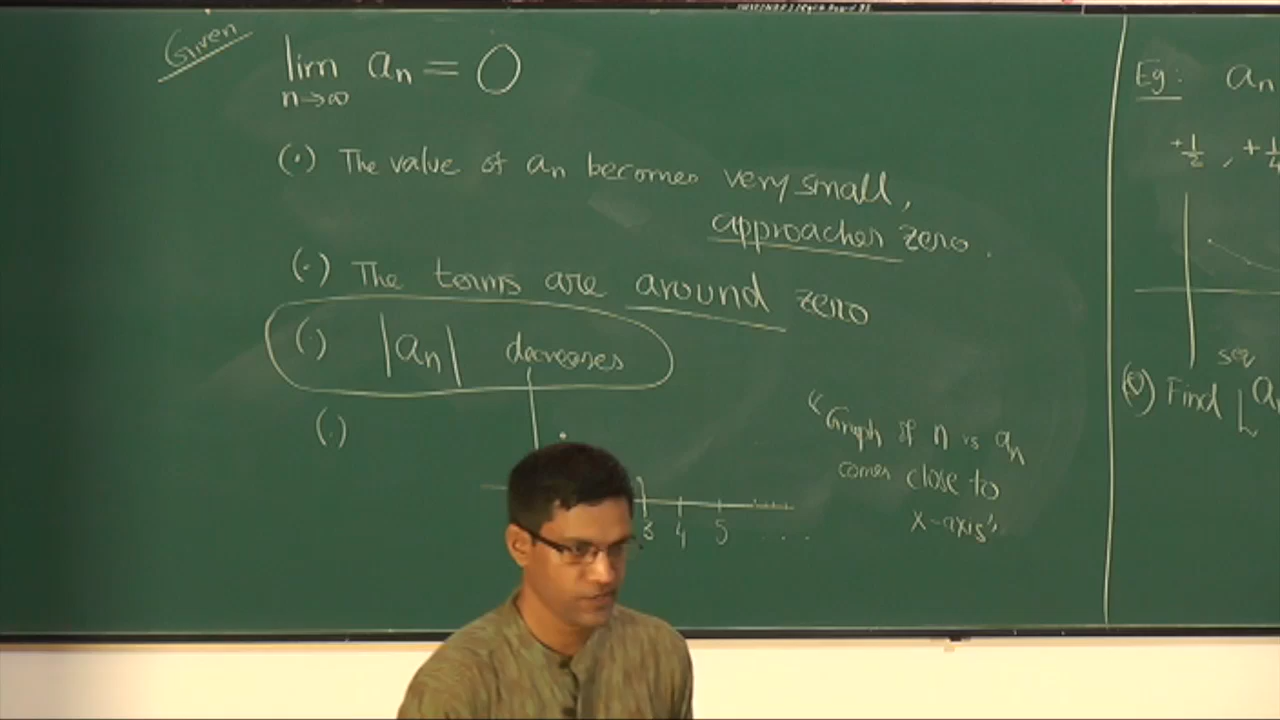 Given
lim aₙ = 0
n→∞
(·) The value of aₙ becomes very small,
approaches zero.
(·) The terms are around zero
(·) |aₙ| decreases
(·)
3 4 5 ....
"Graph of n vs aₙ
comes close to
x-axis"
Eg: aₙ
+1/2, +1/4
seq
Find